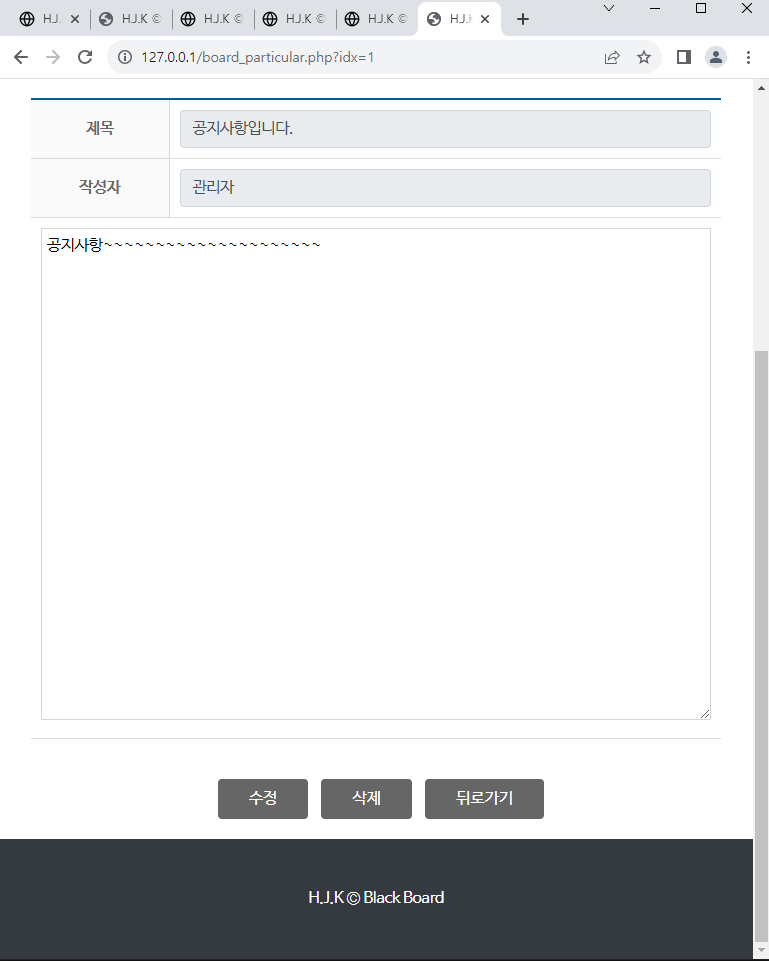 H.J.
H.J.K ©
H.J.K ©
H.J.K ©
H.J.K ©
H.J.K
127.0.0.1/board_particular.php?idx=1
제목
공지사항입니다.
작성자
관리자
공지사항~~~~~~~~~~~~~~~~~~~~~
수정
삭제
뒤로가기
H.J.K © Black Board